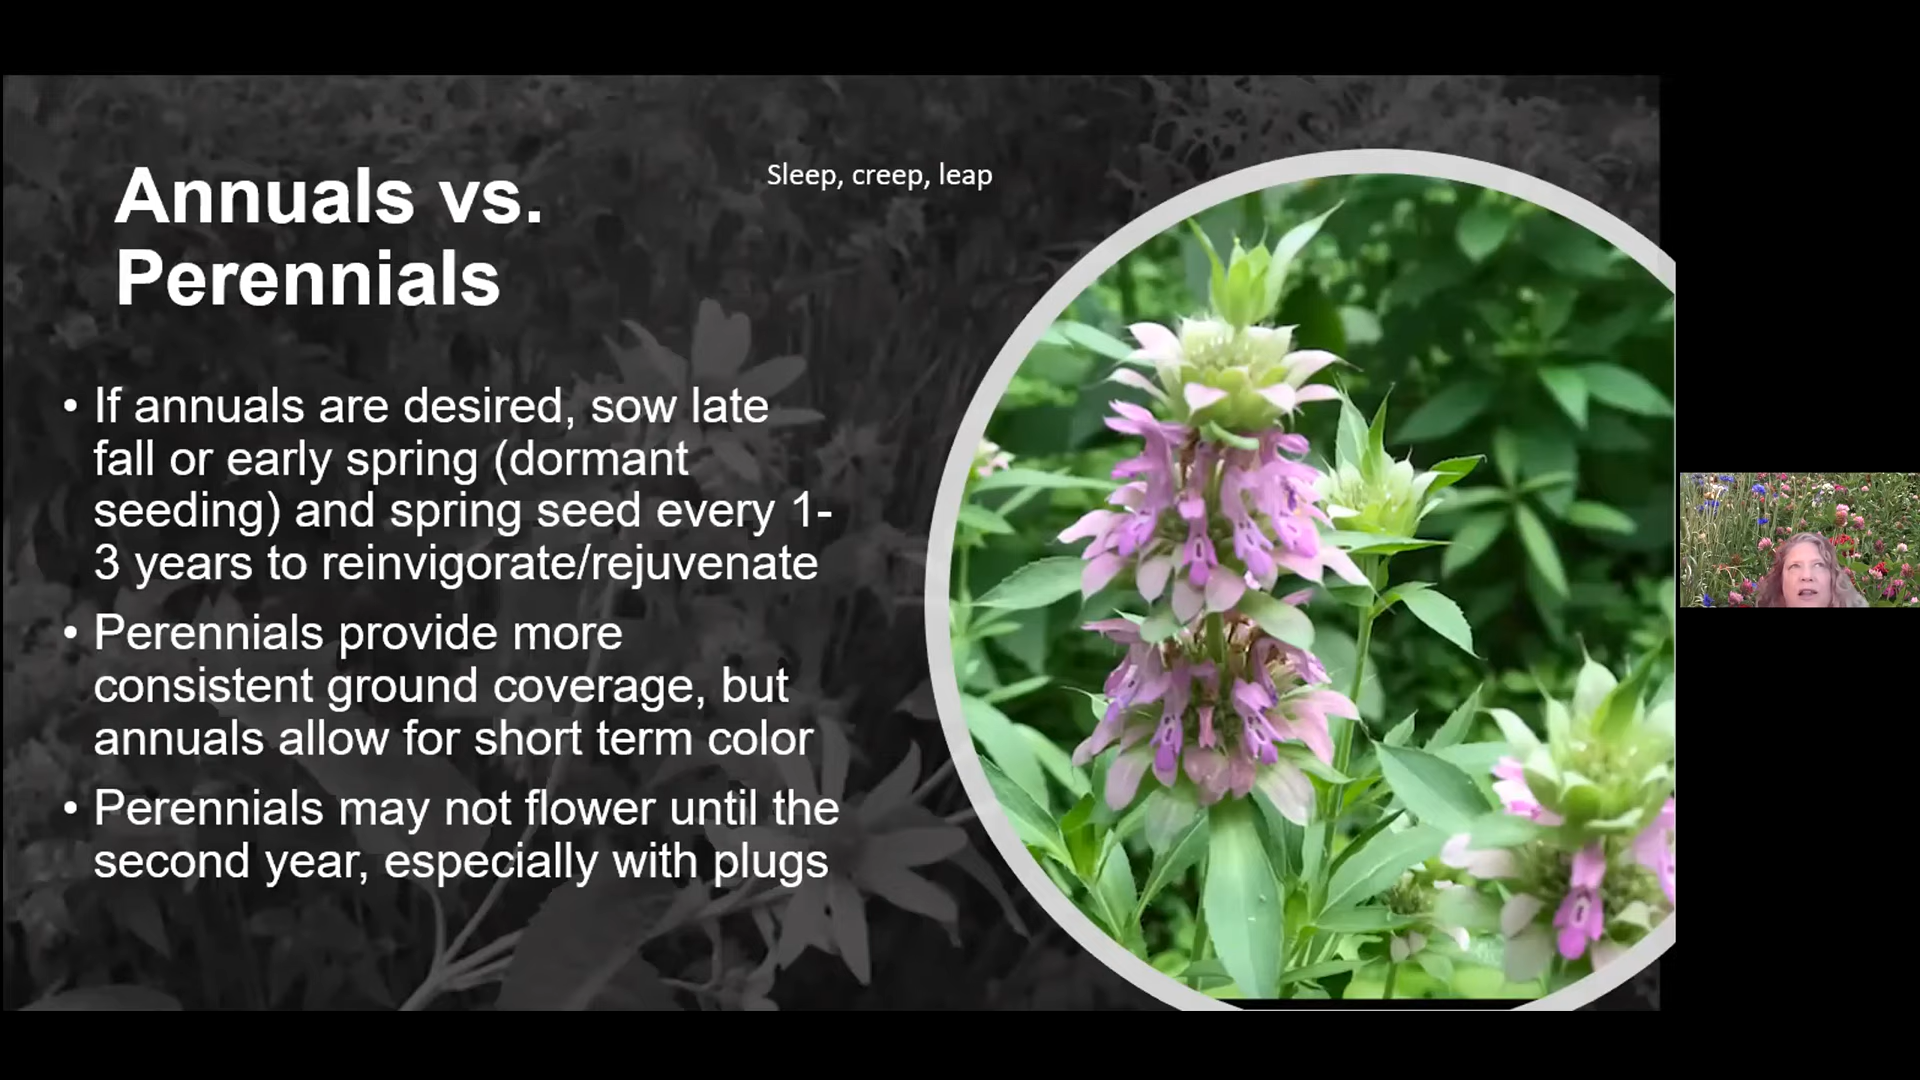 Annuals vs.
Perennials
Sleep, creep, leap
• If annuals are desired, sow late
fall or early spring (dormant
seeding) and spring seed every 1-
3 years to reinvigorate/rejuvenate
• Perennials provide more
consistent ground coverage, but
annuals allow for short term color
• Perennials may not flower until the
second year, especially with plugs